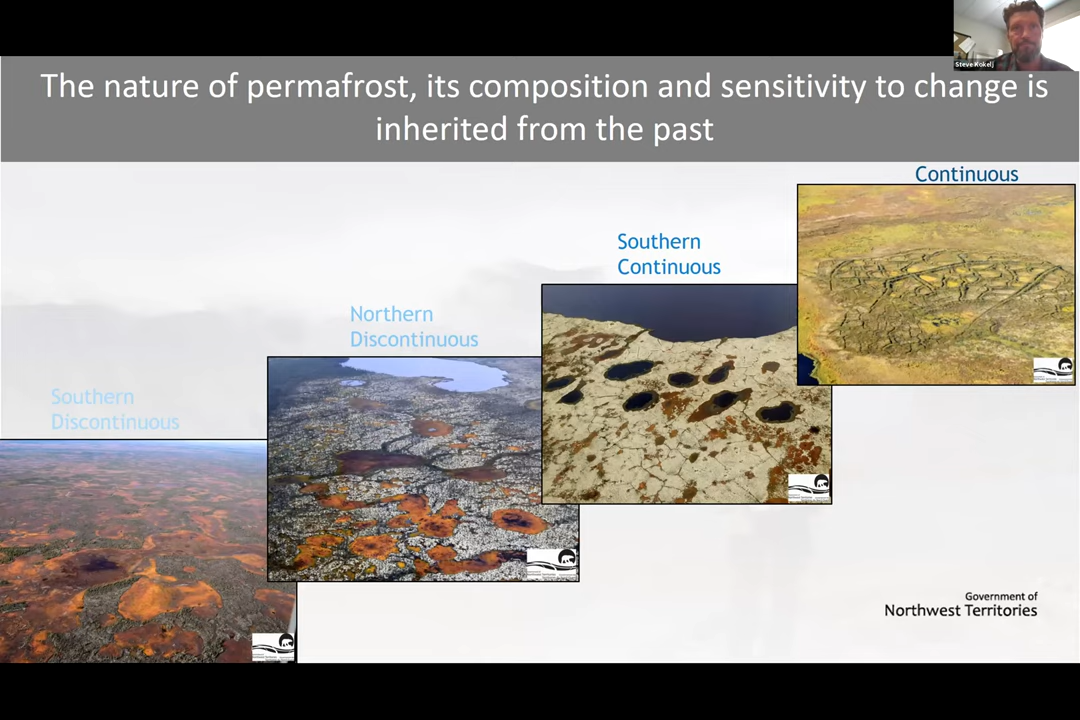 Steve Kokelj
The nature of permafrost, its composition and sensitivity to change is
inherited from the past
Continuous
Southern
Continuous
Northern
Discontinuous
Southern
Discontinuous
Government of
Northwest Territories